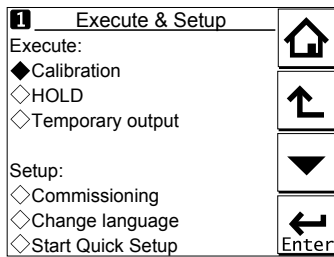 1 Execute & Setup
Execute:
◆Calibration
◇HOLD
◇Temporary output
Setup:
◇Commissioning
◇Change language
◇Start Quick Setup
Enter